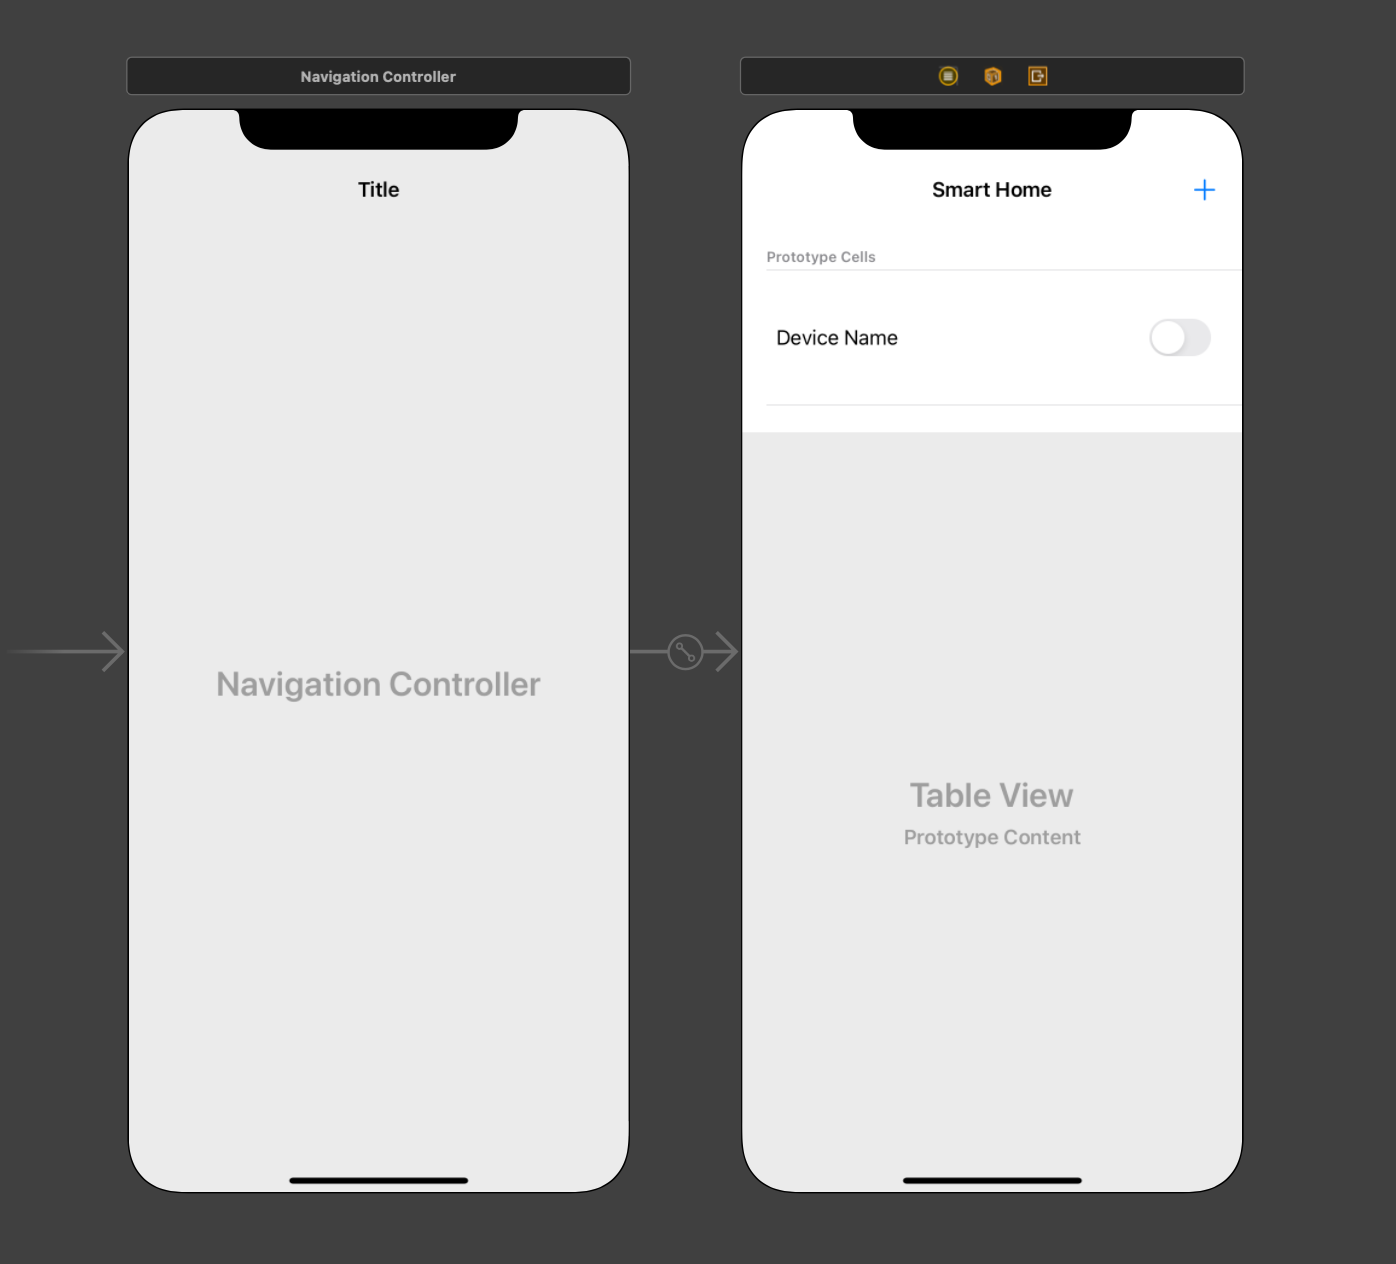 Navigation Controller
Title
Navigation Controller
Smart Home
Prototype Cells
Device Name
Table View
Prototype Content